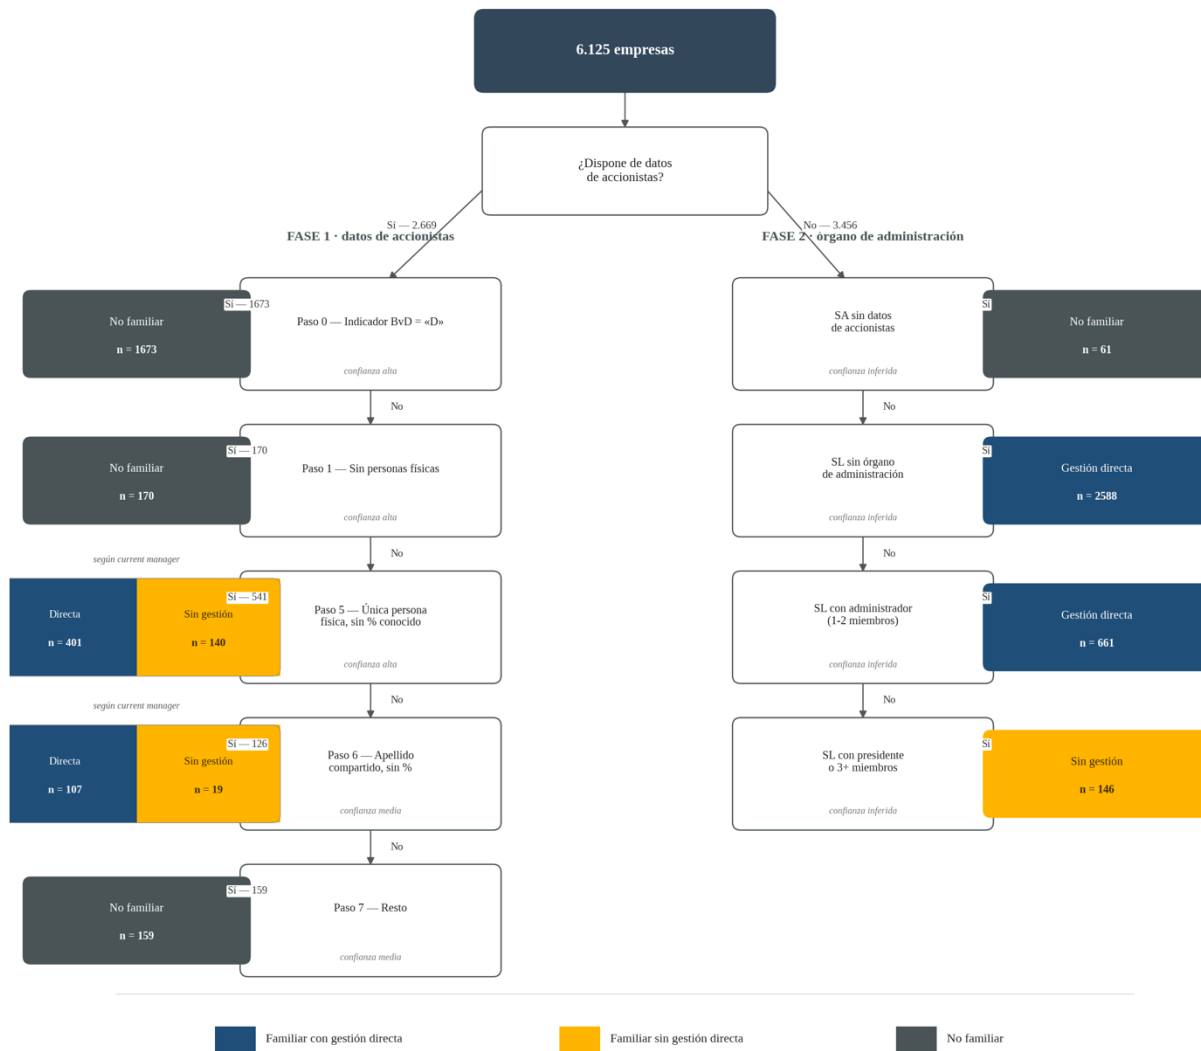 6.125 empresas
¿Dispone de datos
de accionistas?
Sí — 2.669
No — 3.456
FASE 1 · datos de accionistas
FASE 2 · órgano de administración
No familiar
n = 1673
Sí — 1673
Paso 0 — Indicador BvD = «D»
confianza alta
No
SA sin datos
de accionistas
confianza inferida
No
Sí
No familiar
n = 61
No familiar
n = 170
Sí — 170
Paso 1 — Sin personas físicas
confianza alta
No
SL sin órgano
de administración
confianza inferida
No
Sí
Gestión directa
n = 2588
según current manager
Directa
n = 401
Sin gestión
n = 140
Sí — 541
Paso 5 — Única persona
física, sin % conocido
confianza alta
No
SL con administrador
(1-2 miembros)
confianza inferida
No
Sí
Gestión directa
n = 661
según current manager
Directa
n = 107
Sin gestión
n = 19
Sí — 126
Paso 6 — Apellido
compartido, sin %
confianza media
No
SL con presidente
o 3+ miembros
confianza inferida
Sí
Sin gestión
n = 146
No familiar
n = 159
Sí — 159
Paso 7 — Resto
confianza media
Familiar con gestión directa
Familiar sin gestión directa
No familiar